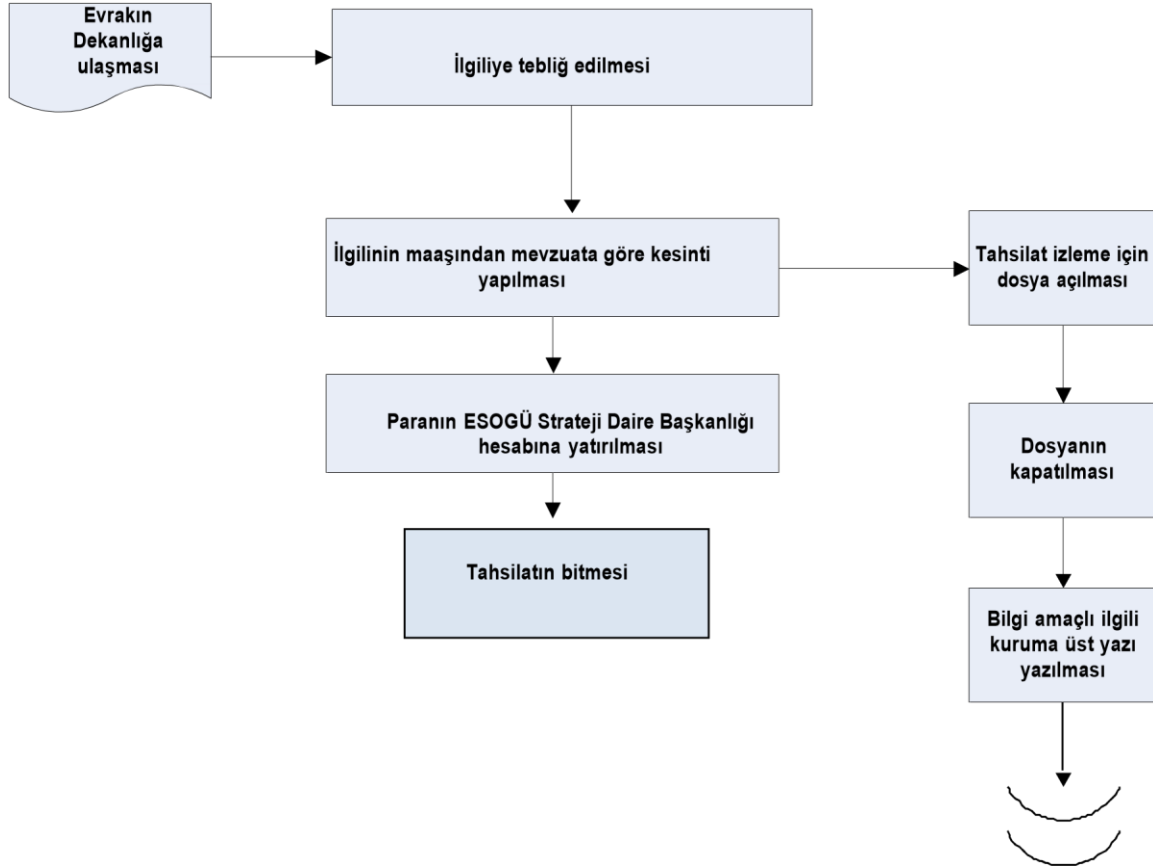 Evrakın
Dekanlığa
ulaşması
İlgiliye tebliğ edilmesi
İlgilinin maaşından mevzuata göre kesinti
yapılması
Tahsilat izleme için
dosya açılması
Paranın ESOGÜ Strateji Daire Başkanlığı
hesabına yatırılması
Dosyanın
kapatılması
Tahsilatın bitmesi
Bilgi amaçlı ilgili
kuruma üst yazı
yazılması